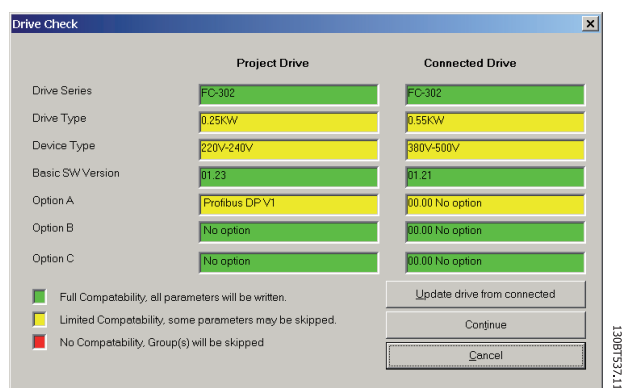 Drive Check
Project Drive Connected Drive
Drive Series FC-302 FC-302
Drive Type 0.25KW 0.55KW
Device Type 220V-240V 380V-500V
Basic SW Version 01.23 01.21
Option A Profibus DP V1 00.00 No option
Option B No option 00.00 No option
Option C No option 00.00 No option
Full Compatability, all parameters will be written.
Limited Compatability, some parameters may be skipped.
No Compatability, Group(s) will be skipped
Update drive from connected
Continue
Cancel
130BT537.11